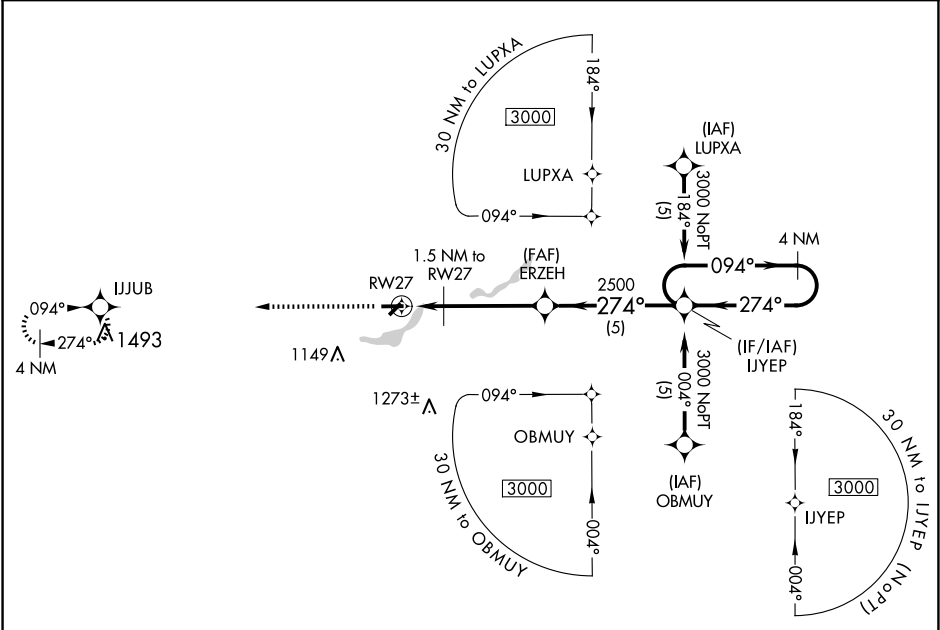 30 NM to LUPXA
184°
3000
LUPXA
094°
(IAF)
LUPXA
3000 NoPT
184°
(5)
4 NM
094°
274°
1.5 NM to
RW27
(FAF)
ERZEH
RW27
2500
274°
(5)
(IF/IAF)
IJYEP
IJJUB
094°
274°
4 NM
1493
1149
1273±
094°
OBMUY
3000
004°
30 NM to OBMUY
3000 NoPT
004°
(5)
(IAF)
OBMUY
184°
3000
IJYEP
004°
30 NM to IJYEP (NoPT)